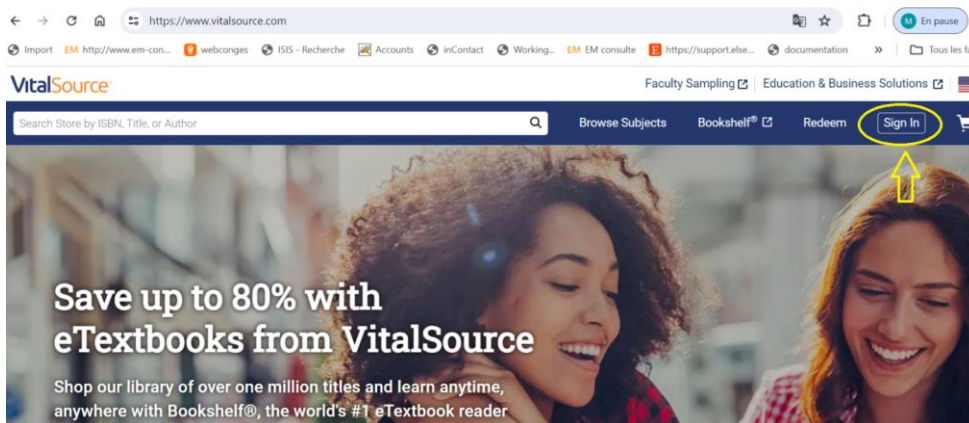 https://www.vitalsource.com
M En pause
Import EM http://www.em-con... webconges ISIS - Recherche Accounts inContact Working... EM EM consulte E https://support.else... documentation » Tous les fa
VitalSource Faculty Sampling Education & Business Solutions
Search Store by ISBN, Title, or Author Browse Subjects Bookshelf® Redeem Sign In
Save up to 80% with
eTextbooks from VitalSource
Shop our library of over one million titles and learn anytime,
anywhere with Bookshelf®, the world's #1 eTextbook reader